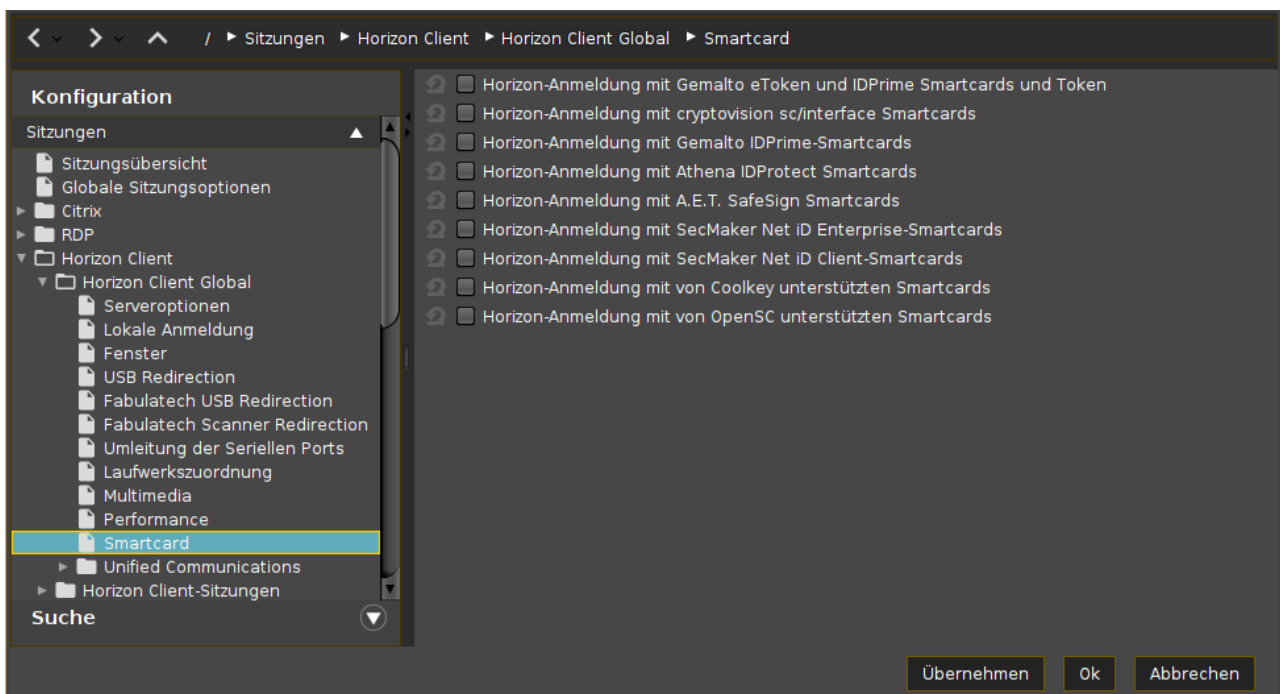 / Sitzungen Horizon Client Horizon Client Global Smartcard
Konfiguration
Sitzungen
Sitzungsübersicht
Globale Sitzungsoptionen
Citrix
RDP
Horizon Client
Horizon Client Global
Serveroptionen
Lokale Anmeldung
Fenster
USB Redirection
Fabulatech USB Redirection
Fabulatech Scanner Redirection
Umleitung der Seriellen Ports
Laufwerkszuordnung
Multimedia
Performance
Smartcard
Unified Communications
Horizon Client-Sitzungen
Suche
Horizon-Anmeldung mit Gemalto eToken und IDPrime Smartcards und Token
Horizon-Anmeldung mit cryptovision sc/interface Smartcards
Horizon-Anmeldung mit Gemalto IDPrime-Smartcards
Horizon-Anmeldung mit Athena IDProtect Smartcards
Horizon-Anmeldung mit A.E.T. SafeSign Smartcards
Horizon-Anmeldung mit SecMaker Net iD Enterprise-Smartcards
Horizon-Anmeldung mit SecMaker Net iD Client-Smartcards
Horizon-Anmeldung mit von Coolkey unterstützten Smartcards
Horizon-Anmeldung mit von OpenSC unterstützten Smartcards
Übernehmen Ok Abbrechen